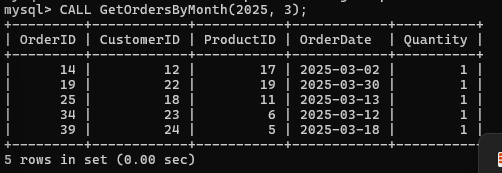 mysql> CALL GetOrdersByMonth(2025, 3);
+---------+------------+-----------+------------+----------+
| OrderID | CustomerID | ProductID | OrderDate  | Quantity |
+---------+------------+-----------+------------+----------+
|      14 |         12 |        17 | 2025-03-02 |        1 |
|      19 |         22 |        19 | 2025-03-30 |        1 |
|      25 |         18 |        11 | 2025-03-13 |        1 |
|      34 |         23 |         6 | 2025-03-12 |        1 |
|      39 |         24 |         5 | 2025-03-18 |        1 |
+---------+------------+-----------+------------+----------+
5 rows in set (0.00 sec)